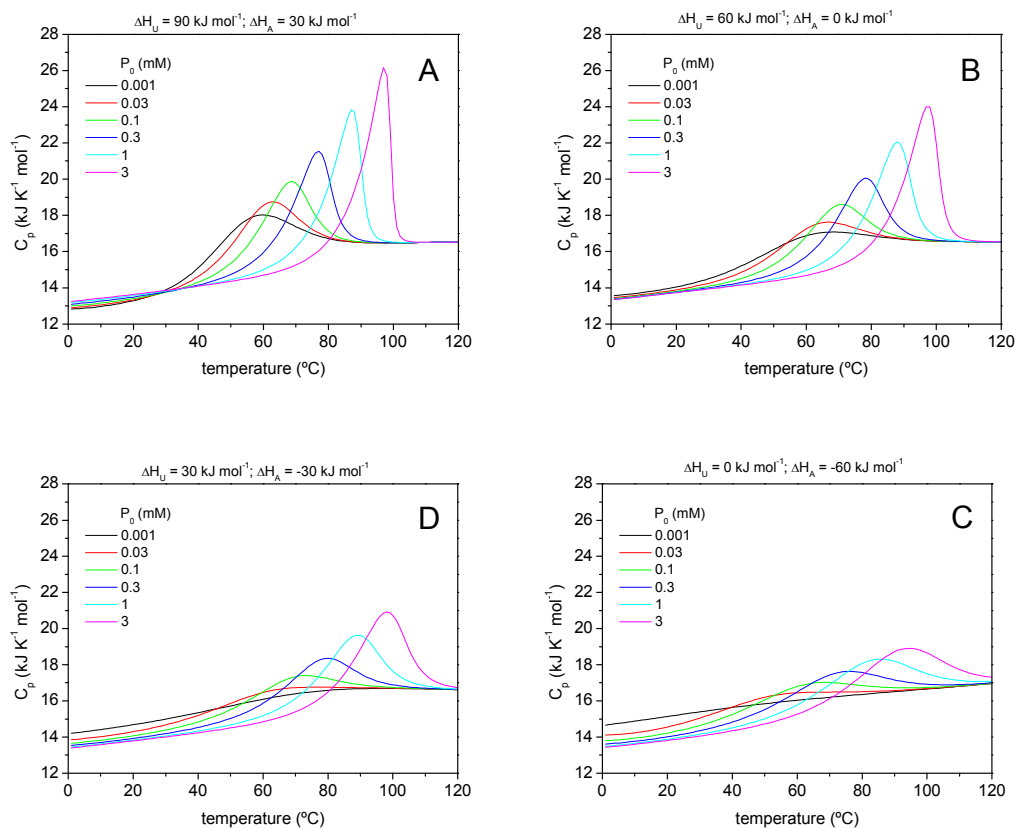 ΔH_U = 90 kJ mol⁻¹; ΔH_A = 30 kJ mol⁻¹
A
P₀ (mM)
0.001
0.03
0.1
0.3
1
3
28
26
24
22
20
18
16
14
12
C_p (kJ K⁻¹ mol⁻¹)
0 20 40 60 80 100 120
temperature (ºC)
ΔH_U = 60 kJ mol⁻¹; ΔH_A = 0 kJ mol⁻¹
B
P₀ (mM)
0.001
0.03
0.1
0.3
1
3
28
26
24
22
20
18
16
14
12
C_p (kJ K⁻¹ mol⁻¹)
0 20 40 60 80 100 120
temperature (ºC)
ΔH_U = 30 kJ mol⁻¹; ΔH_A = -30 kJ mol⁻¹
D
P₀ (mM)
0.001
0.03
0.1
0.3
1
3
28
26
24
22
20
18
16
14
12
C_p (kJ K⁻¹ mol⁻¹)
0 20 40 60 80 100 120
temperature (ºC)
ΔH_U = 0 kJ mol⁻¹; ΔH_A = -60 kJ mol⁻¹
C
P₀ (mM)
0.001
0.03
0.1
0.3
1
3
28
26
24
22
20
18
16
14
12
C_p (kJ K⁻¹ mol⁻¹)
0 20 40 60 80 100 120
temperature (ºC)